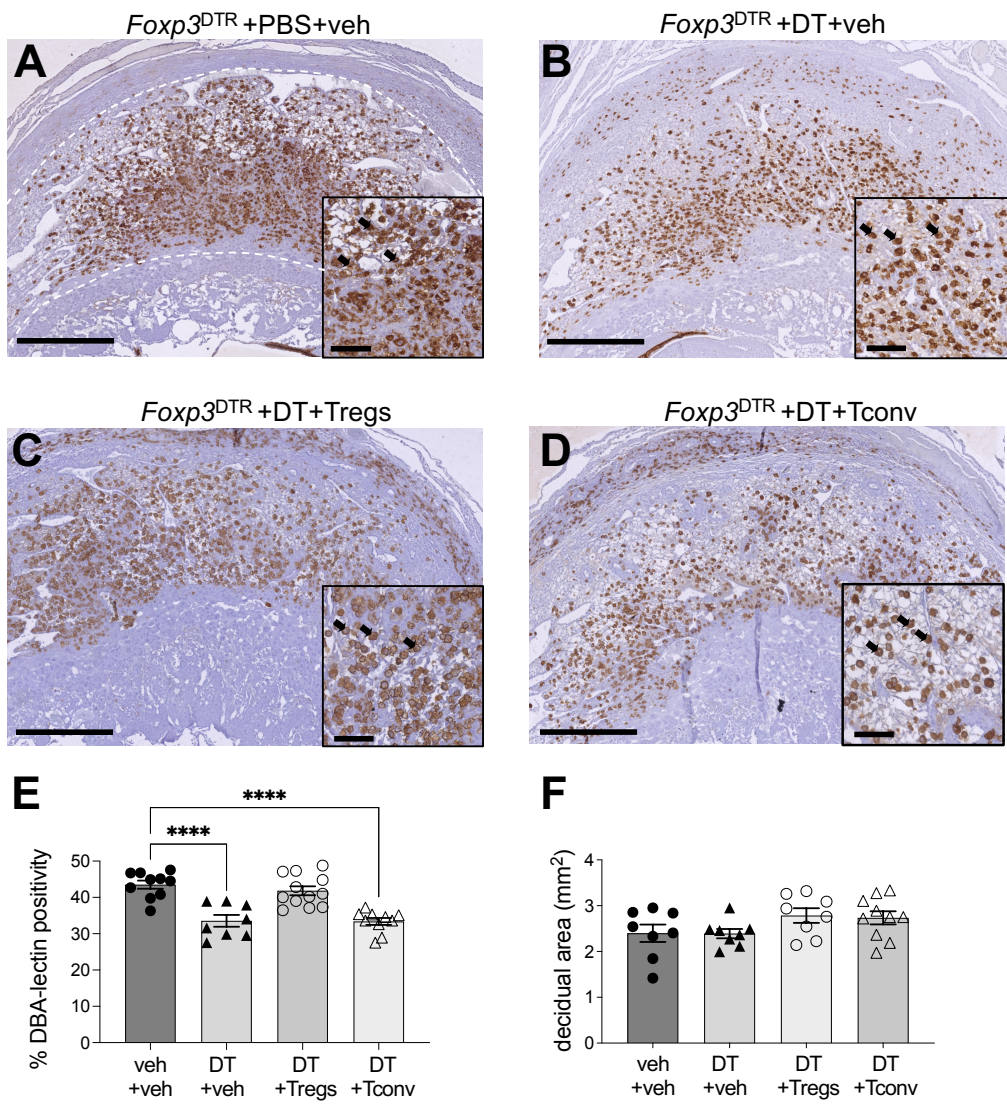 Foxp3DTR +PBS+veh
Foxp3DTR +DT+veh
A
B
Foxp3DTR +DT+Tregs
Foxp3DTR +DT+Tconv
C
D
E
F
****
****
% DBA-lectin positivity
50
40
30
20
10
0
veh
+veh
DT
+veh
DT
+Tregs
DT
+Tconv
decidual area (mm2)
4
3
2
1
0
veh
+veh
DT
+veh
DT
+Tregs
DT
+Tconv